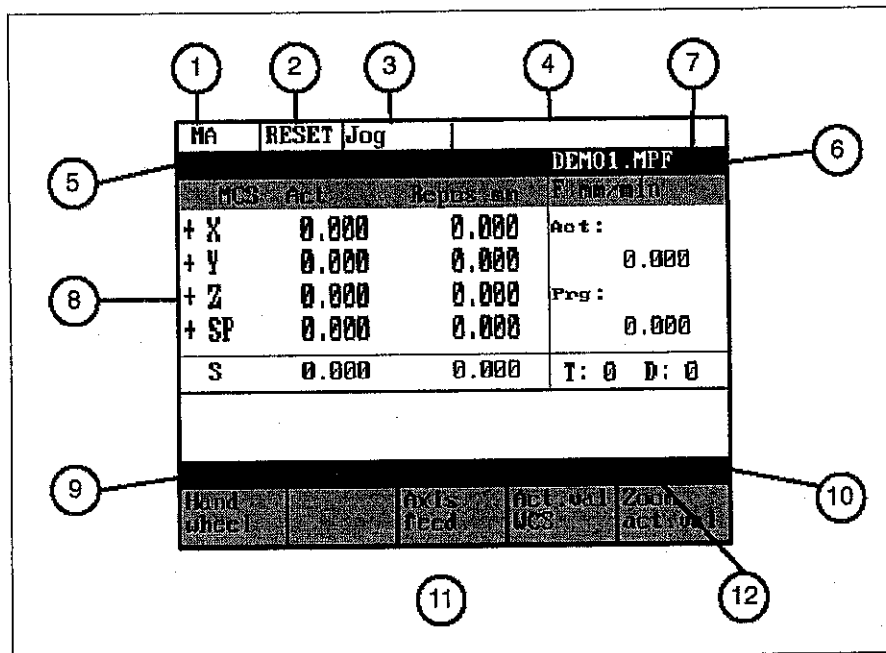 1 2 3 4 7
MA RESET Jog
DEMO1.MPF
6
5
MCS Act Repos-mn F:mm/min
+ X 0.000 0.000 Act:
+ Y 0.000 0.000 0.000
8
+ Z 0.000 0.000 Prg:
+ SP 0.000 0.000 0.000
S 0.000 0.000 T: 0 D: 0
9
10
Hand wheel Axis feed Act.val WCS Zoom act.val
11
12